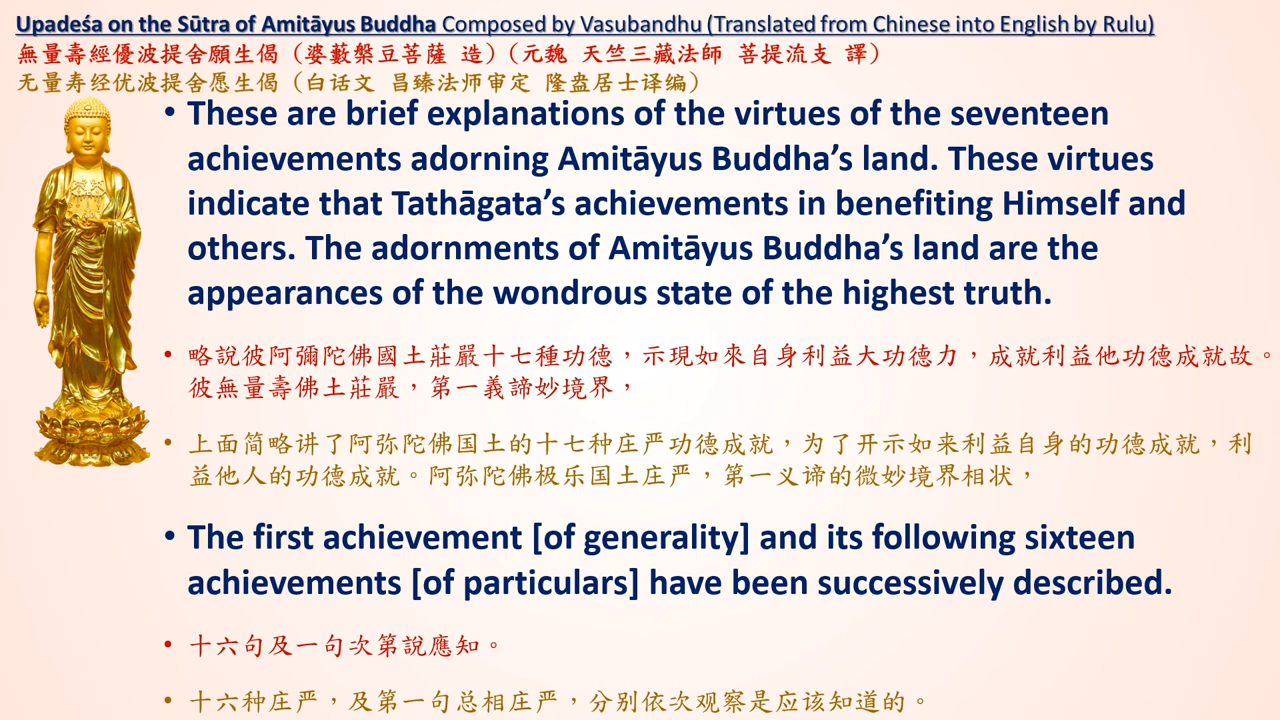 Upadeśa on the Sūtra of Amitāyus Buddha Composed by Vasubandhu (Translated from Chinese into English by Rulu)
無量壽經優波提舍願生偈（婆藪槃豆菩薩 造）（元魏 天竺三藏法師 菩提流支 譯）
无量寿经优波提舍愿生偈（白话文 昌臻法师审定 隆盎居士译编）
• These are brief explanations of the virtues of the seventeen
achievements adorning Amitāyus Buddha’s land. These virtues
indicate that Tathāgata’s achievements in benefiting Himself and
others. The adornments of Amitāyus Buddha’s land are the
appearances of the wondrous state of the highest truth.
• 略說彼阿彌陀佛國土莊嚴十七種功德，示現如來自身利益大功德力，成就利益他功德成就故。
彼無量壽佛土莊嚴，第一義諦妙境界，
• 上面简略讲了阿弥陀佛国土的十七种庄严功德成就，为了开示如来利益自身的功德成就，利
益他人的功德成就。阿弥陀佛极乐国土庄严，第一义谛的微妙境界相状，
• The first achievement [of generality] and its following sixteen
achievements [of particulars] have been successively described.
• 十六句及一句次第說應知。
• 十六种庄严，及第一句总相庄严，分别依次观察是应该知道的。